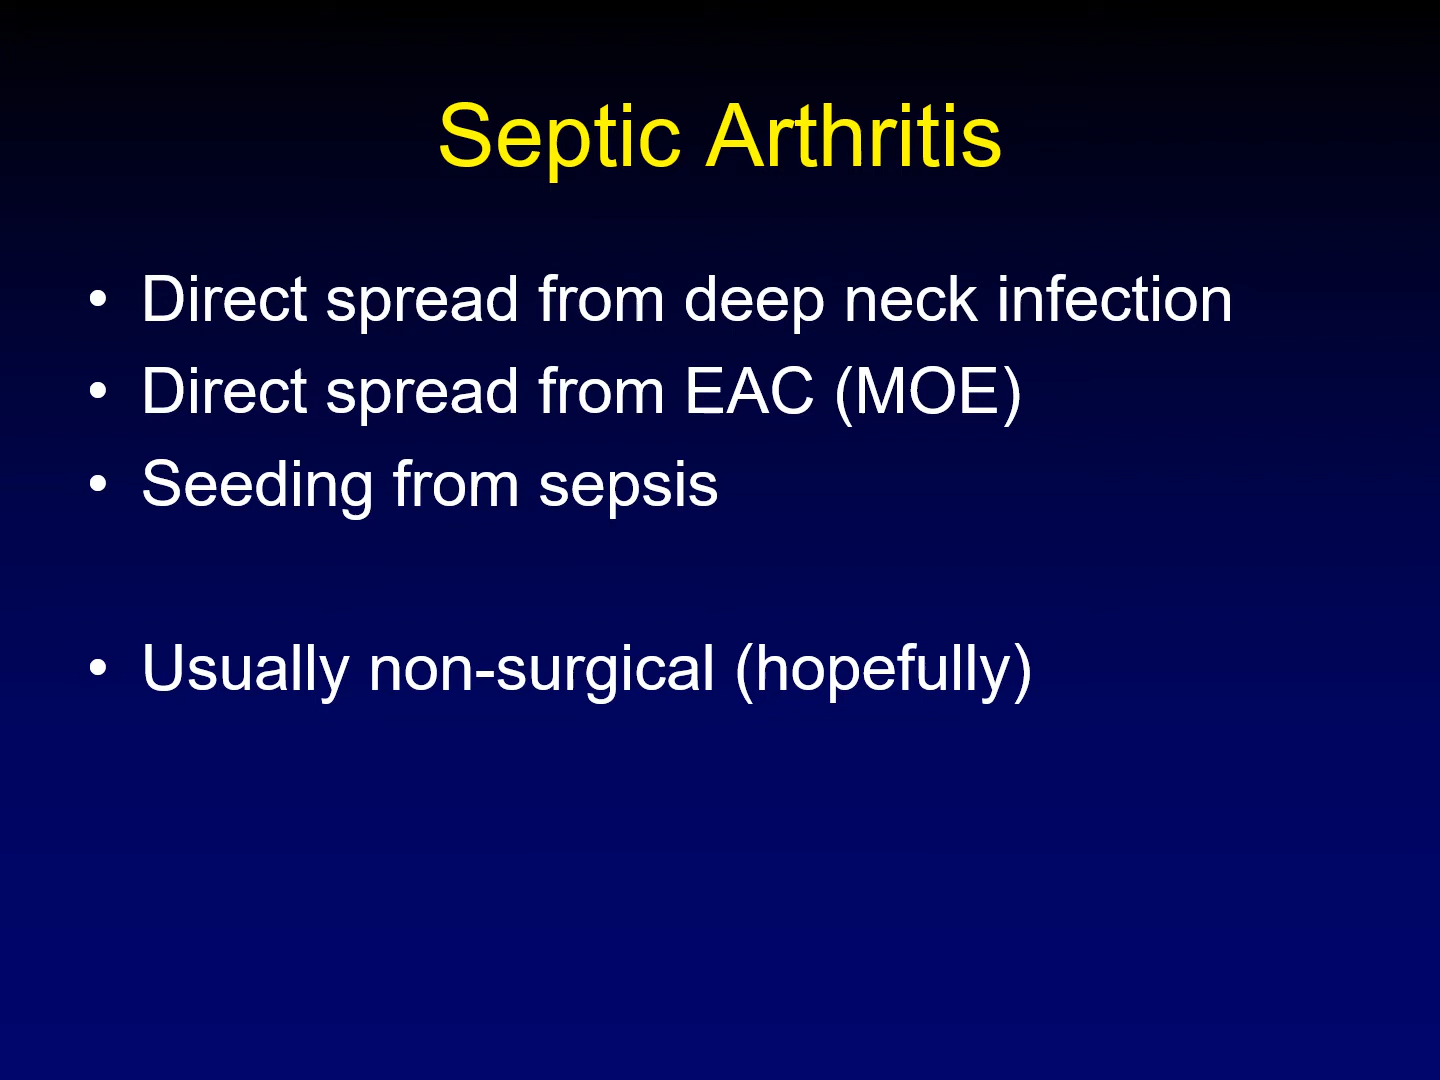 Septic Arthritis
• Direct spread from deep neck infection
• Direct spread from EAC (MOE)
• Seeding from sepsis
• Usually non-surgical (hopefully)